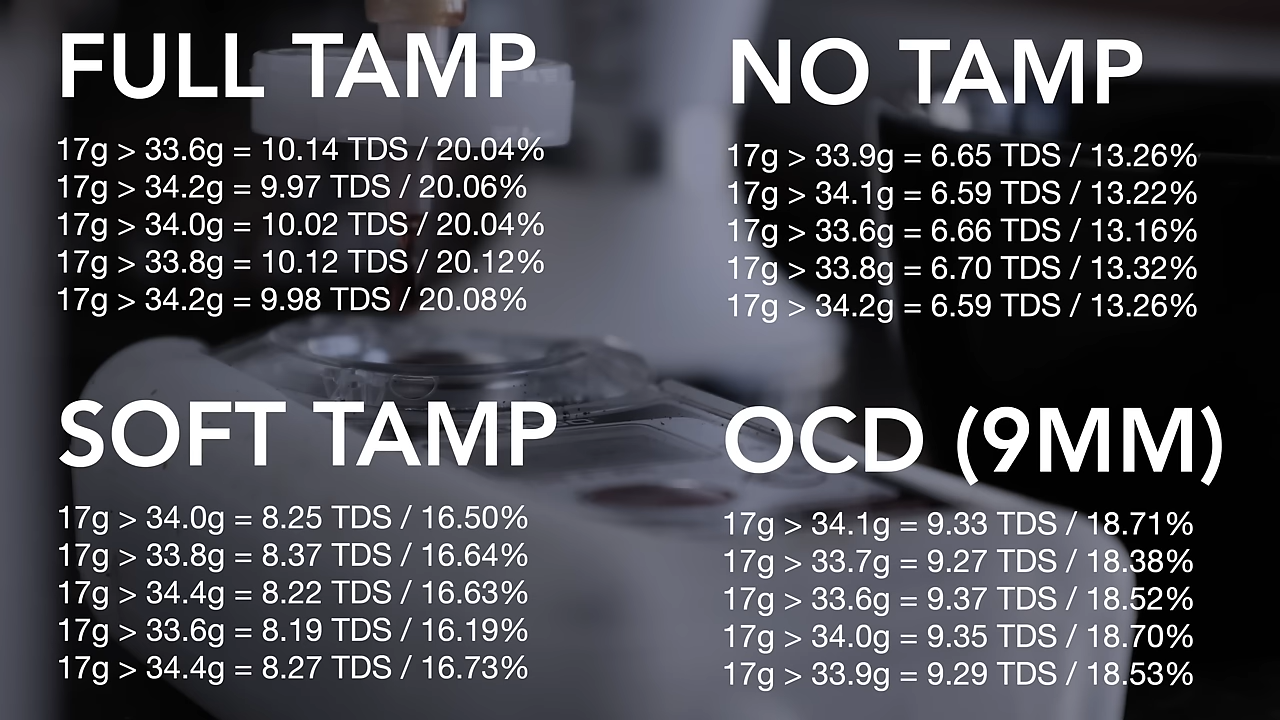 FULL TAMP
17g > 33.6g = 10.14 TDS / 20.04%
17g > 34.2g = 9.97 TDS / 20.06%
17g > 34.0g = 10.02 TDS / 20.04%
17g > 33.8g = 10.12 TDS / 20.12%
17g > 34.2g = 9.98 TDS / 20.08%
NO TAMP
17g > 33.9g = 6.65 TDS / 13.26%
17g > 34.1g = 6.59 TDS / 13.22%
17g > 33.6g = 6.66 TDS / 13.16%
17g > 33.8g = 6.70 TDS / 13.32%
17g > 34.2g = 6.59 TDS / 13.26%
SOFT TAMP
17g > 34.0g = 8.25 TDS / 16.50%
17g > 33.8g = 8.37 TDS / 16.64%
17g > 34.4g = 8.22 TDS / 16.63%
17g > 33.6g = 8.19 TDS / 16.19%
17g > 34.4g = 8.27 TDS / 16.73%
OCD (9MM)
17g > 34.1g = 9.33 TDS / 18.71%
17g > 33.7g = 9.27 TDS / 18.38%
17g > 33.6g = 9.37 TDS / 18.52%
17g > 34.0g = 9.35 TDS / 18.70%
17g > 33.9g = 9.29 TDS / 18.53%